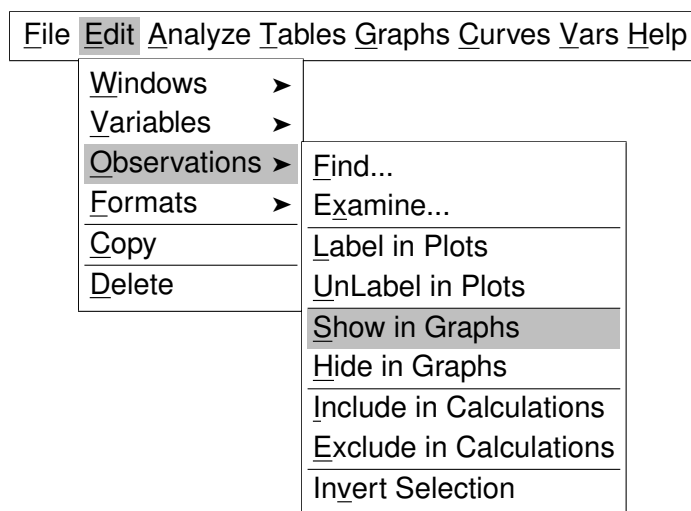 File Edit Analyze Tables Graphs Curves Vars Help
Windows ➤
Variables ➤
Observations ➤
Formats ➤
Copy
Delete
Find...
Examine...
Label in Plots
UnLabel in Plots
Show in Graphs
Hide in Graphs
Include in Calculations
Exclude in Calculations
Invert Selection